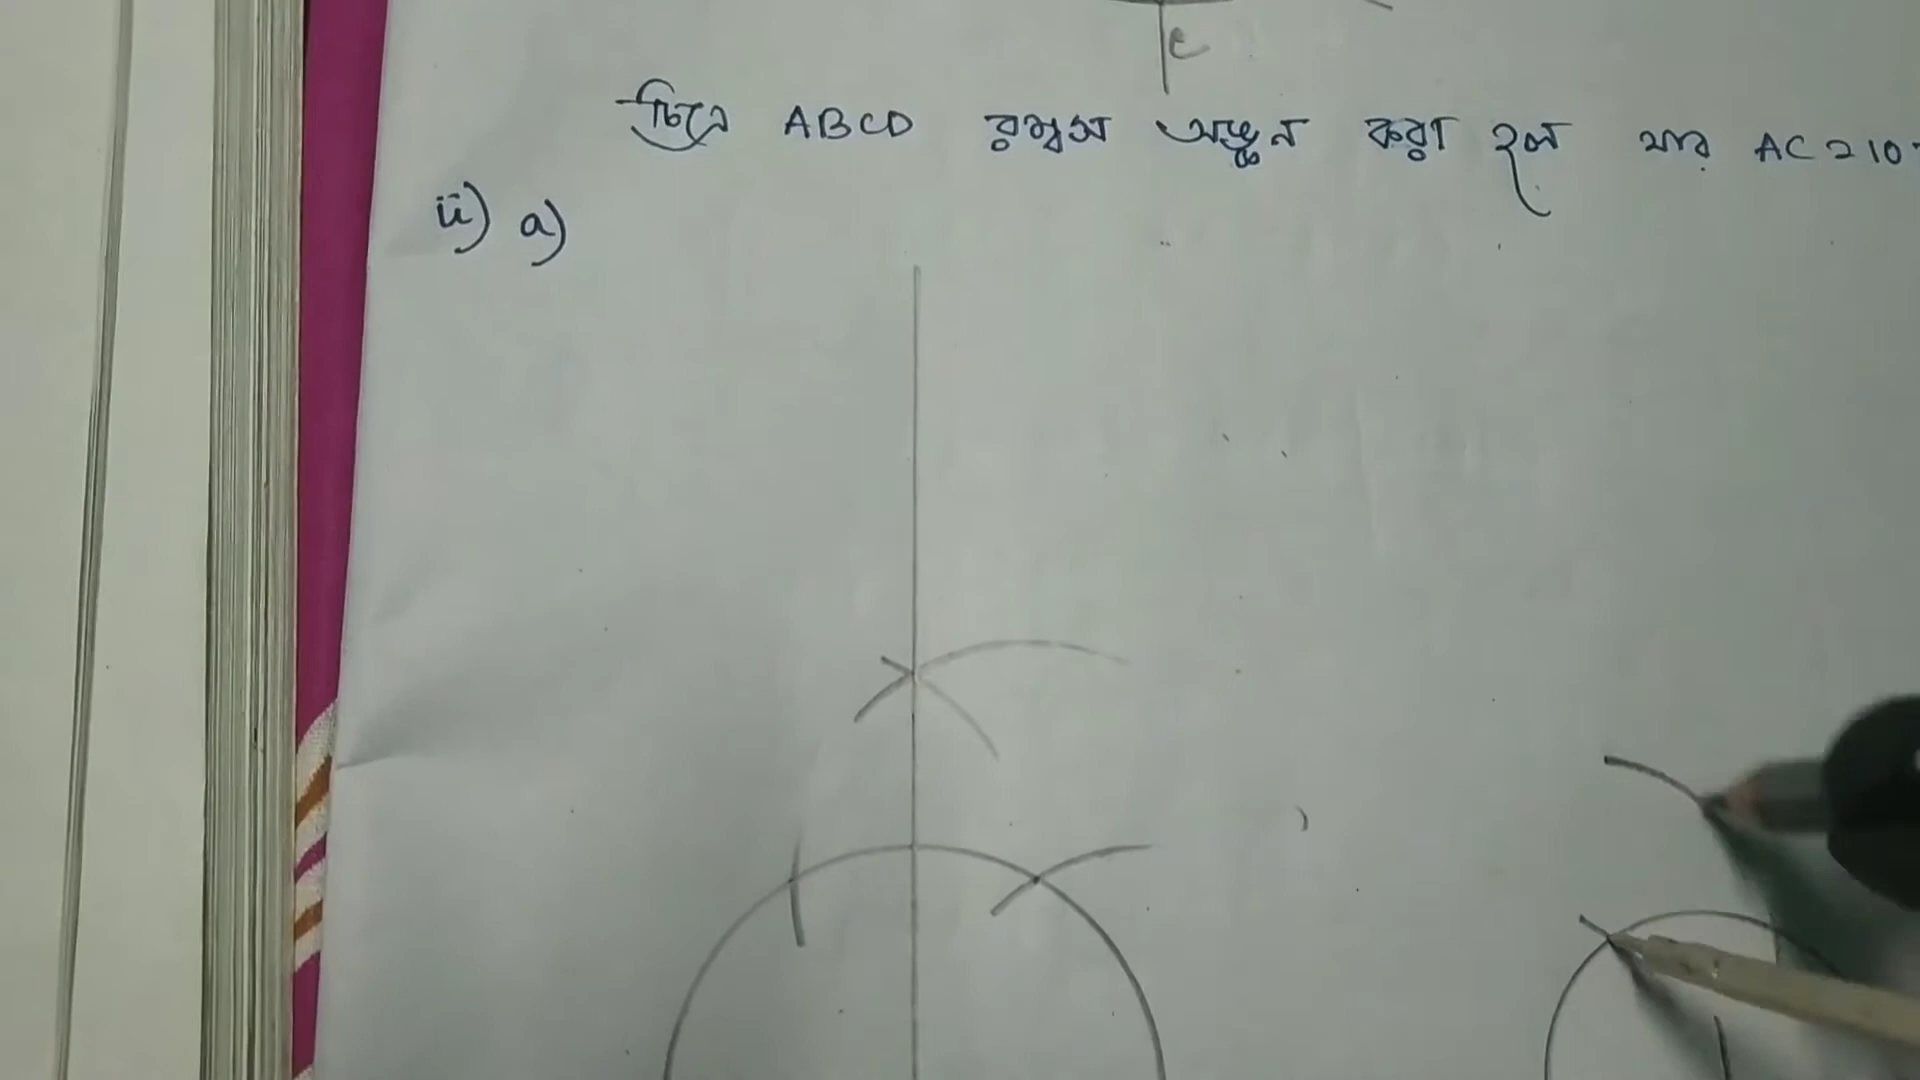 C
চিত্রে ABCD রম্বস অঙ্কন করা হল যার AC = 10
ii) a)